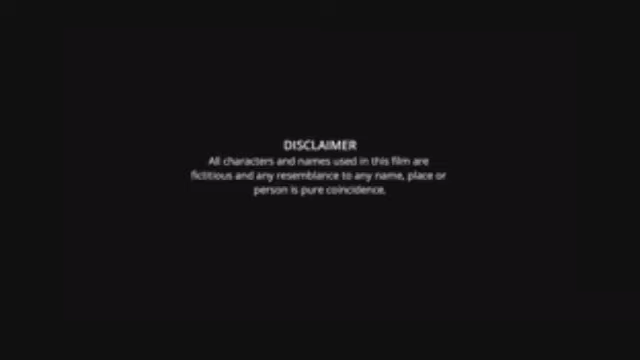 DISCLAIMER
All characters and names used in this film are
fictitious and any resemblance to any name, place or
person is pure coincidence.